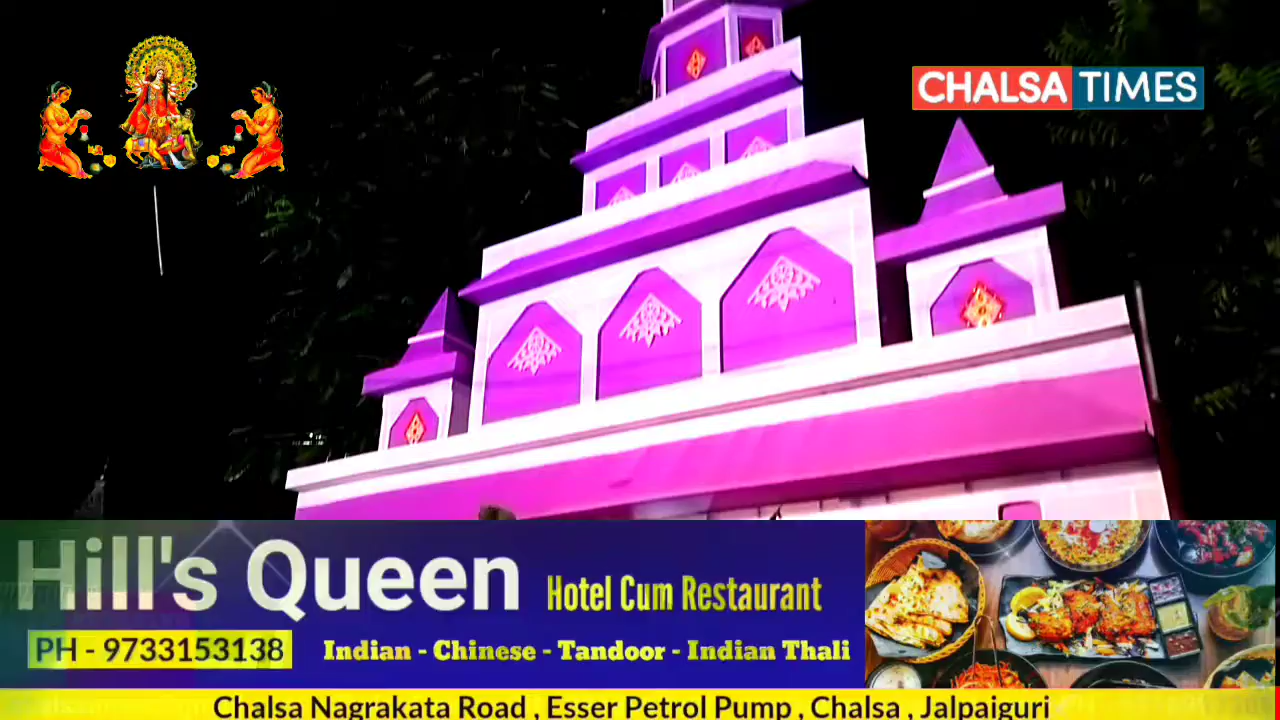 CHALSA TIMES
Hill's Queen Hotel Cum Restaurant
PH - 9733153138 Indian - Chinese - Tandoor - Indian Thali
Chalsa Nagrakata Road , Esser Petrol Pump , Chalsa , Jalpaiguri